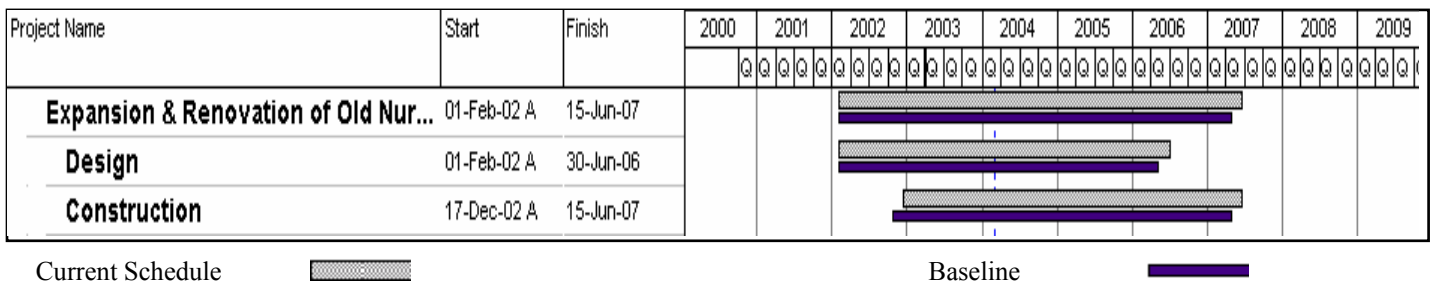 Project Name Start Finish 2000 2001 2002 2003 2004 2005 2006 2007 2008 2009
Q Q Q Q Q Q Q Q Q Q Q Q Q Q Q Q Q Q Q Q Q Q Q Q Q Q Q Q Q Q Q Q Q Q Q Q
Expansion & Renovation of Old Nur... 01-Feb-02 A 15-Jun-07
Design 01-Feb-02 A 30-Jun-06
Construction 17-Dec-02 A 15-Jun-07
Current Schedule Baseline